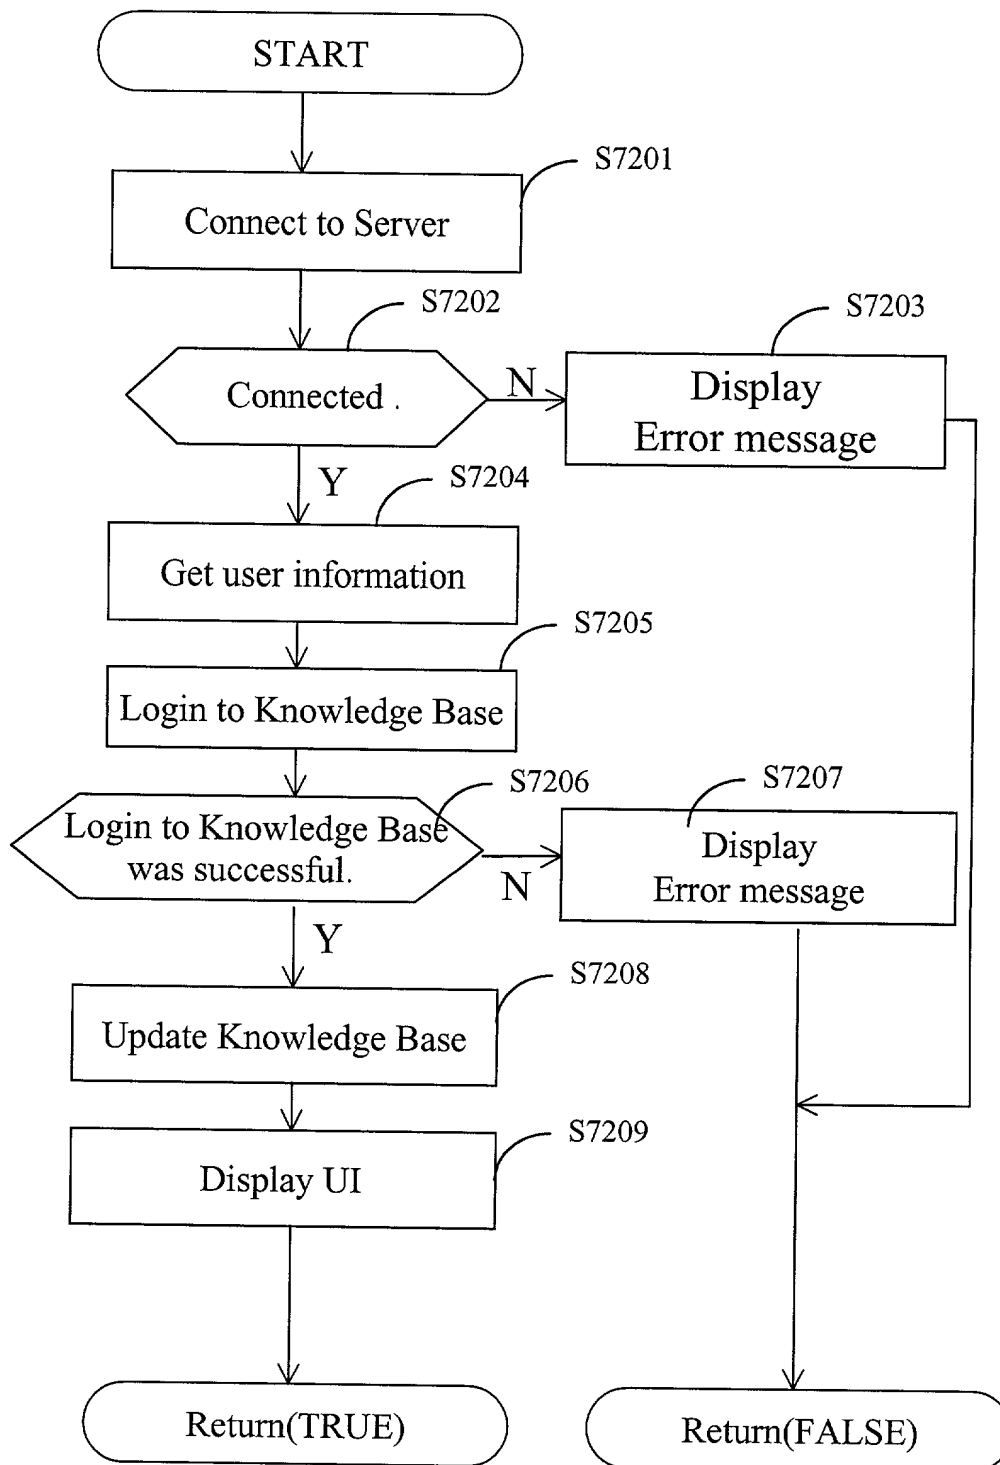 START
S7201
Connect to Server
S7202
S7203
Connected .
N
Display
Error message
Y
S7204
Get user information
S7205
Login to Knowledge Base
S7206
S7207
Login to Knowledge Base
was successful.
N
Display
Error message
Y
S7208
Update Knowledge Base
S7209
Display UI
Return(TRUE)
Return(FALSE)